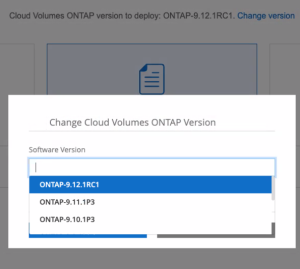 Cloud Volumes ONTAP version to deploy: ONTAP-9.12.1RC1. Change version
Change Cloud Volumes ONTAP Version
Software Version
ONTAP-9.12.1RC1
ONTAP-9.11.1P3
ONTAP-9.10.1P3